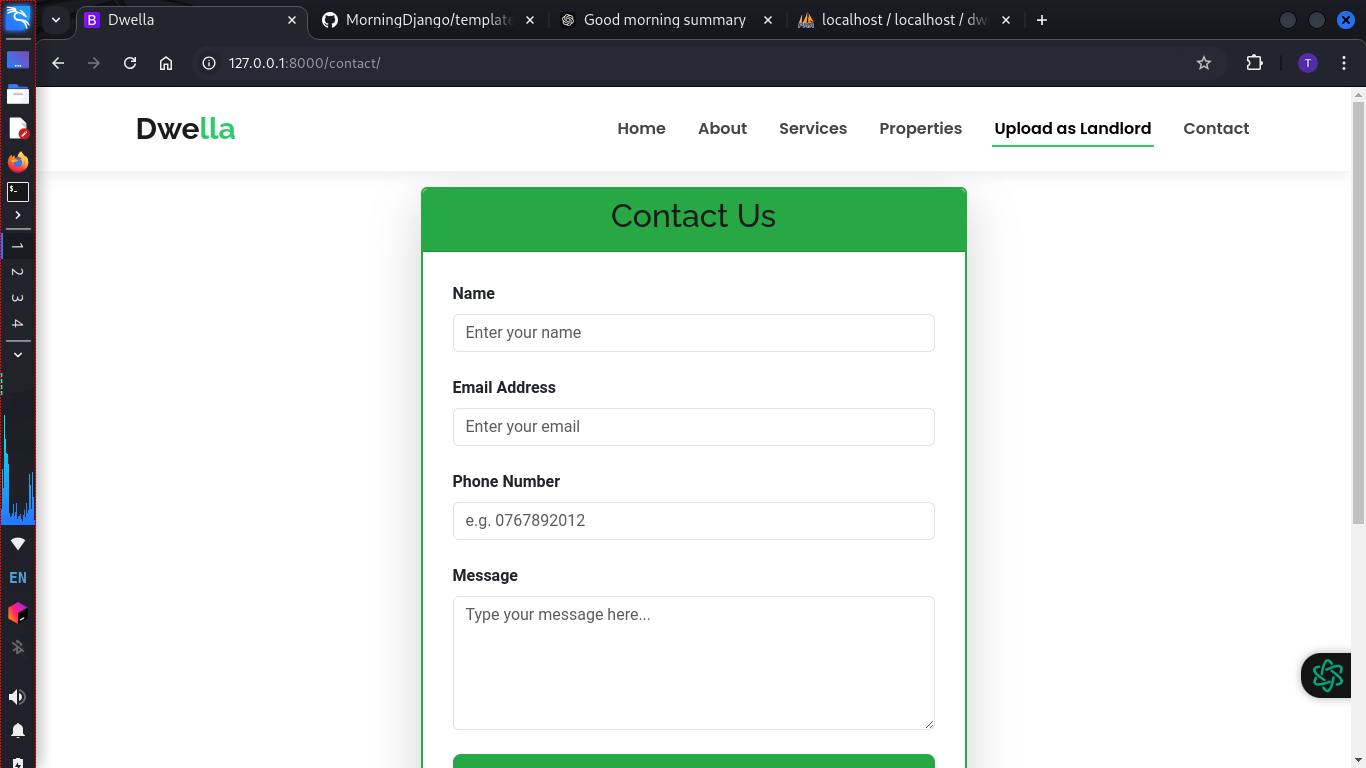 Dwella
MorningDjango/template
Good morning summary
localhost / localhost / dw
127.0.0.1:8000/contact/
T
Dwella
Home
About
Services
Properties
Upload as Landlord
Contact
Contact Us
Name
Enter your name
Email Address
Enter your email
Phone Number
e.g. 0767892012
Message
Type your message here...
1
2
3
4
EN